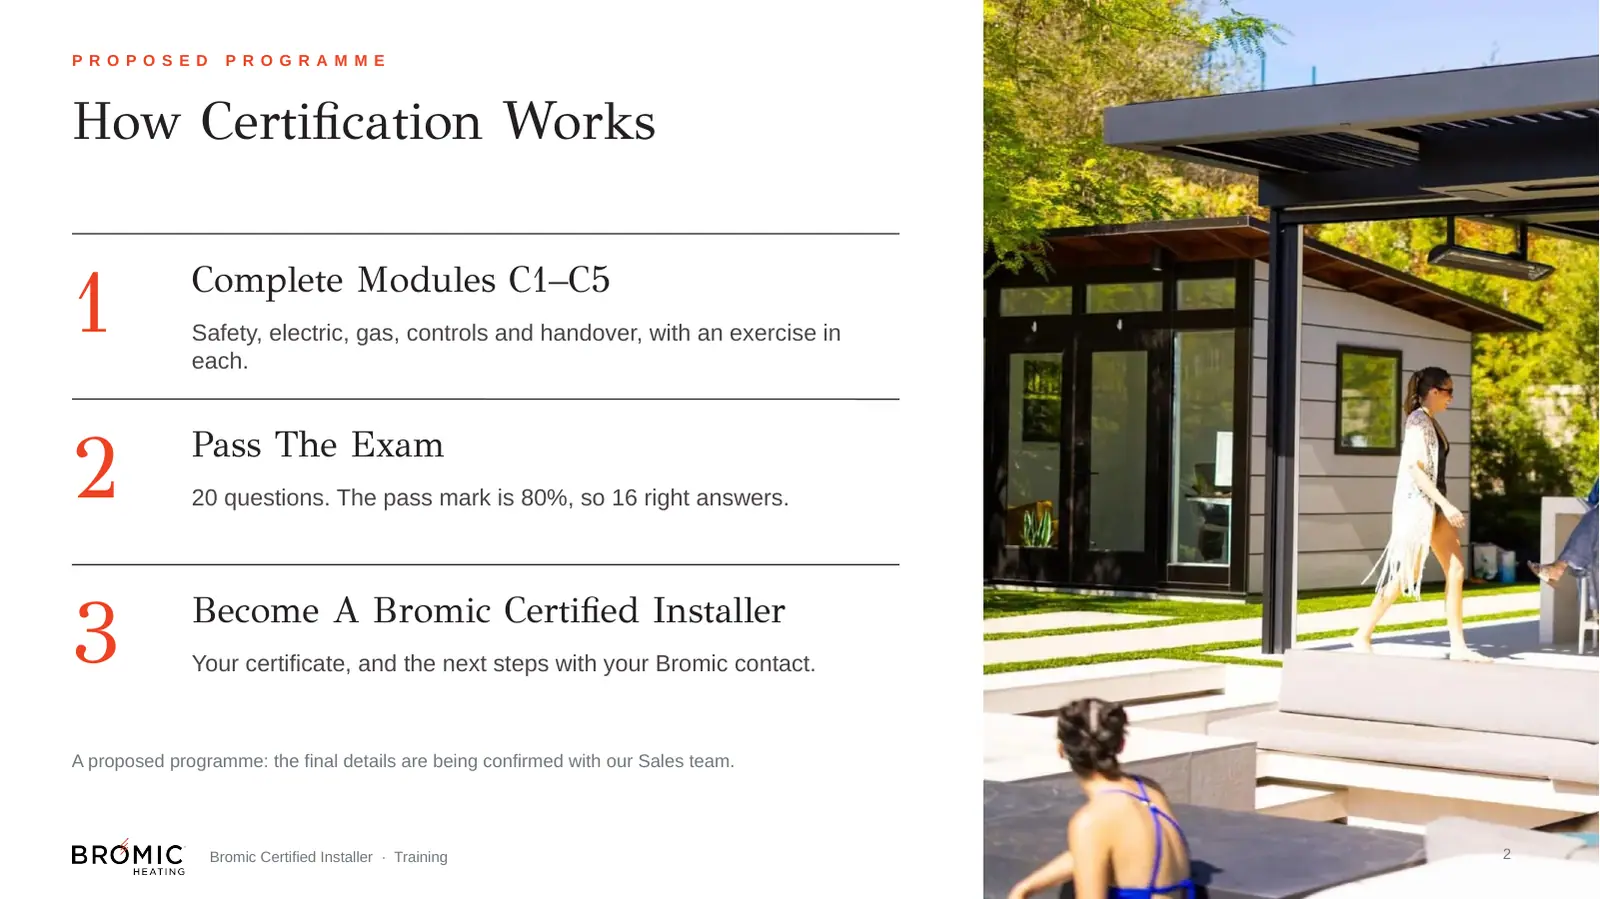 PROPOSED PROGRAMME
How Certification Works
1
Complete Modules C1–C5
Safety, electric, gas, controls and handover, with an exercise in
each.
2
Pass The Exam
20 questions. The pass mark is 80%, so 16 right answers.
3
Become A Bromic Certified Installer
Your certificate, and the next steps with your Bromic contact.
A proposed programme: the final details are being confirmed with our Sales team.
BROMIC
HEATING
Bromic Certified Installer · Training
2